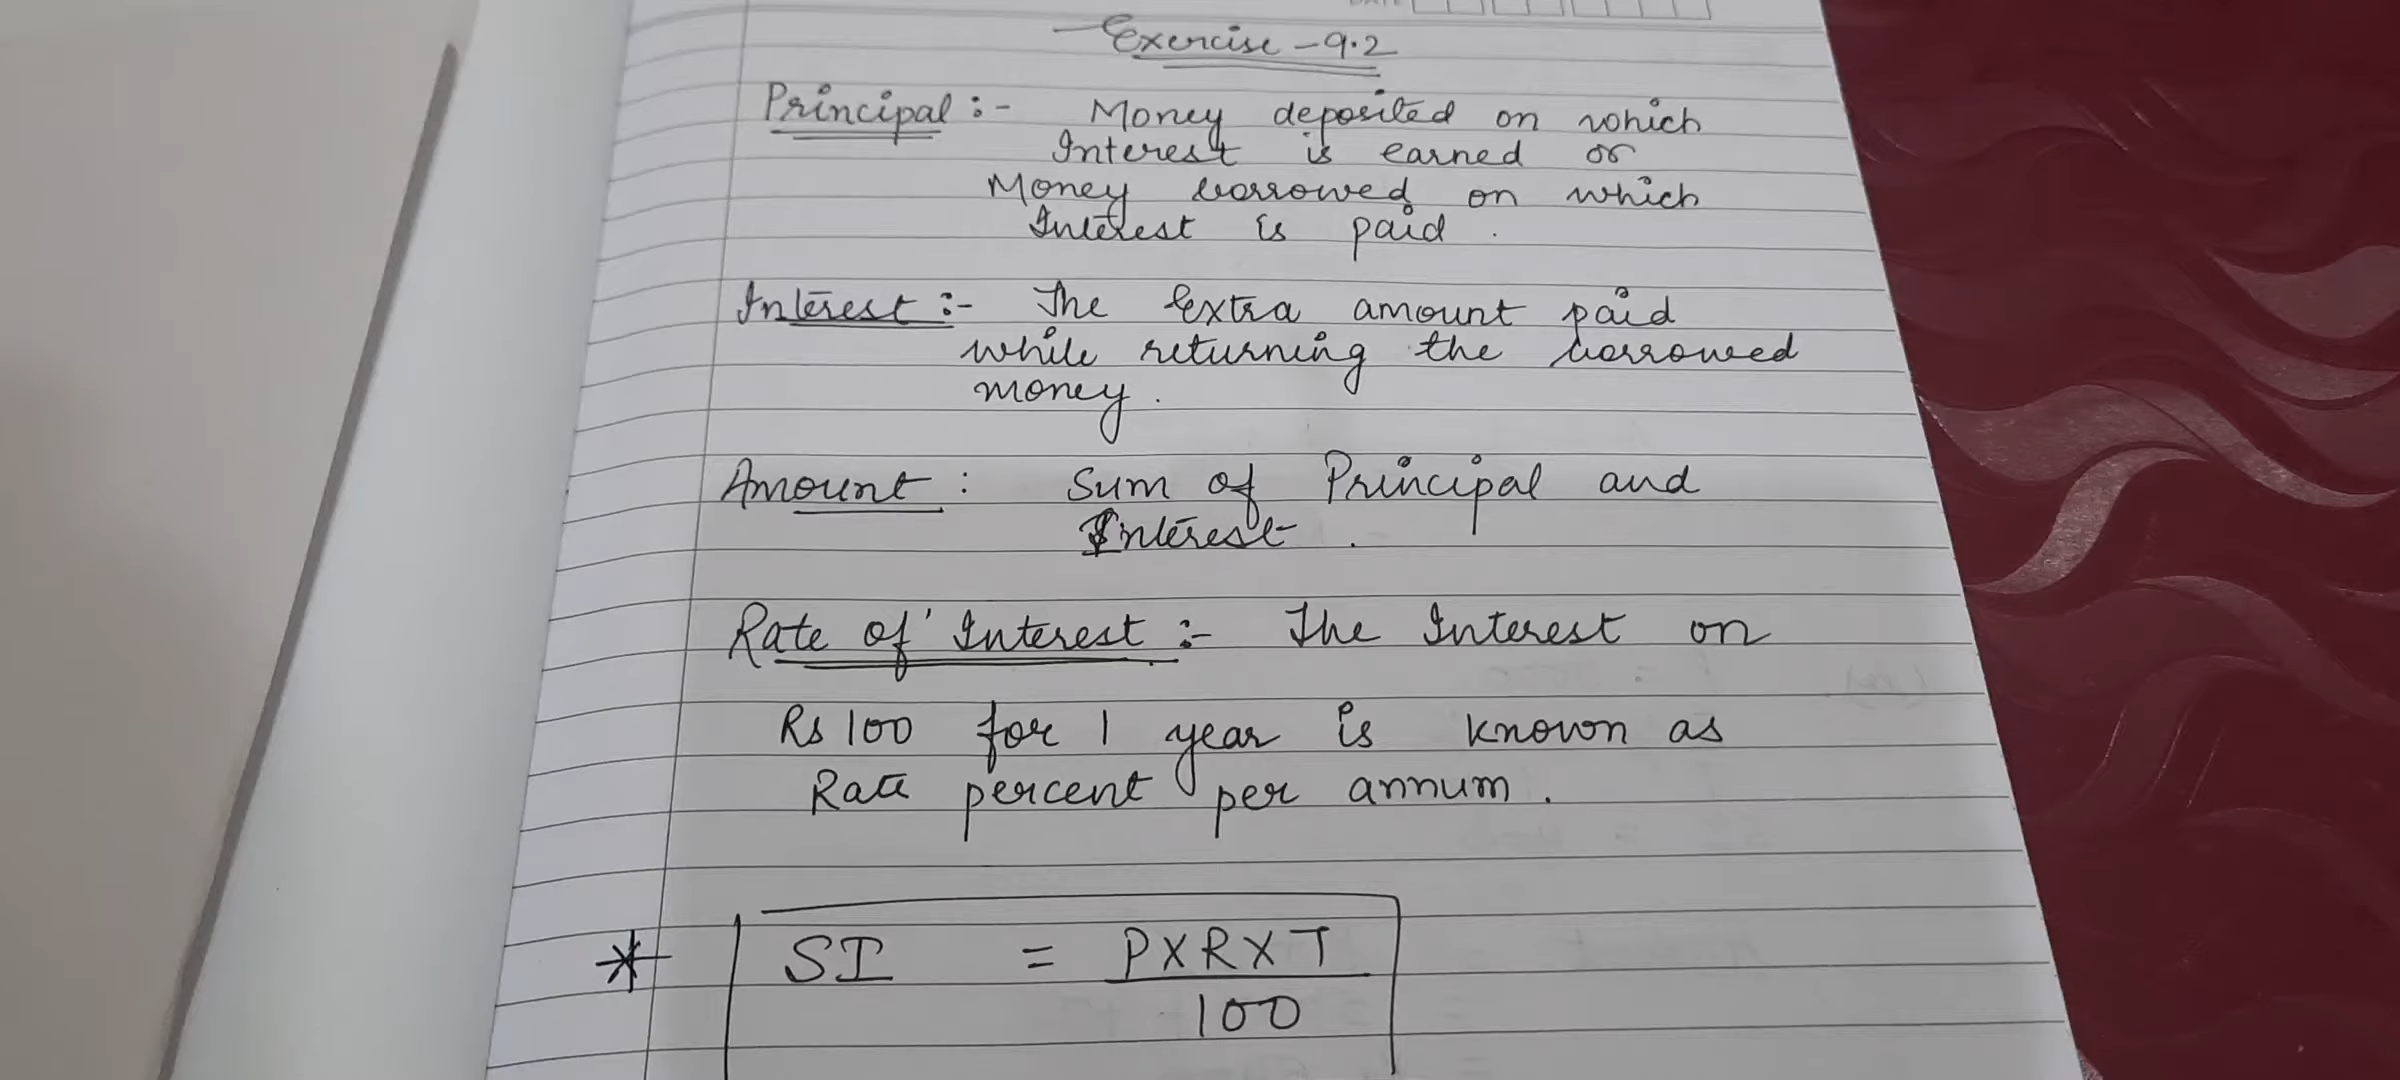 Exercise - 9.2
Principal :- Money deposited on which
Interest is earned or
Money borrowed on which
Interest is paid.
Interest :- The Extra amount paid
while returning the borrowed
money.
Amount : Sum of Principal and
Interest.
Rate of Interest :- The Interest on
Rs 100 for 1 year is known as
Rate percent per annum.
* SI = PXRXT
100